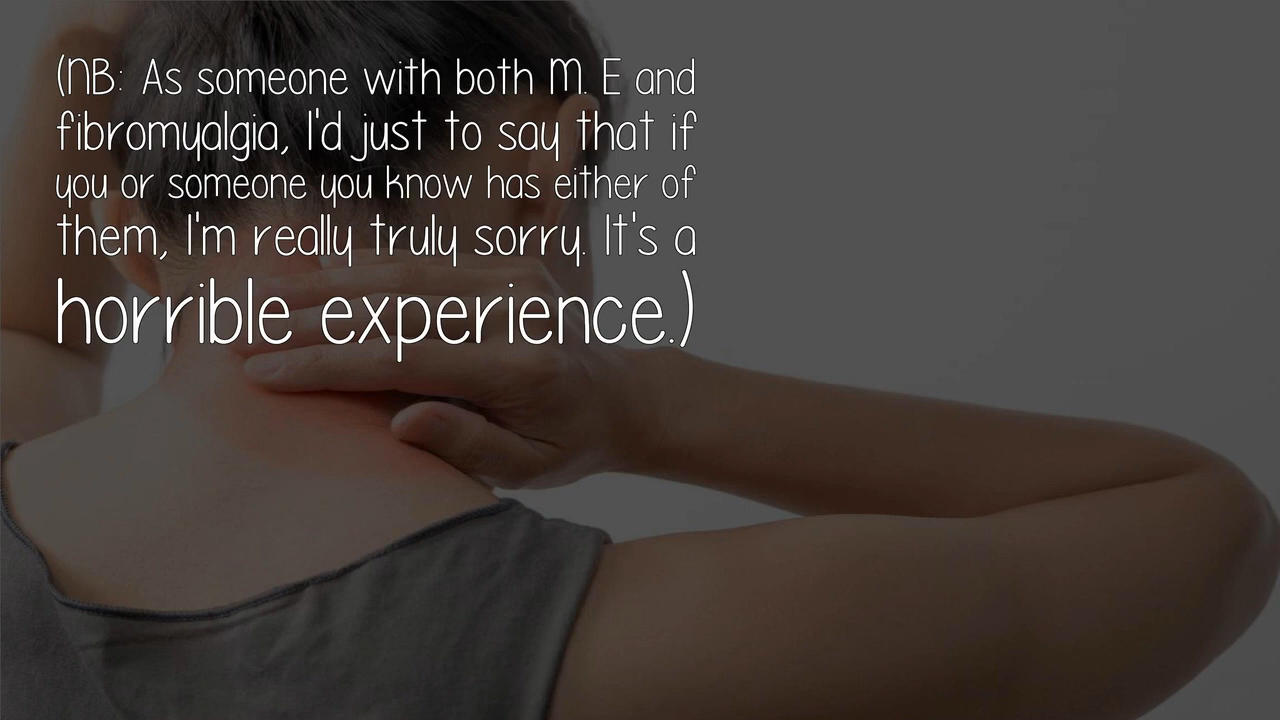 (NB: As someone with both M. E and
fibromyalgia, I'd just to say that if
you or someone you know has either of
them, I'm really truly sorry. It's a
horrible experience.)